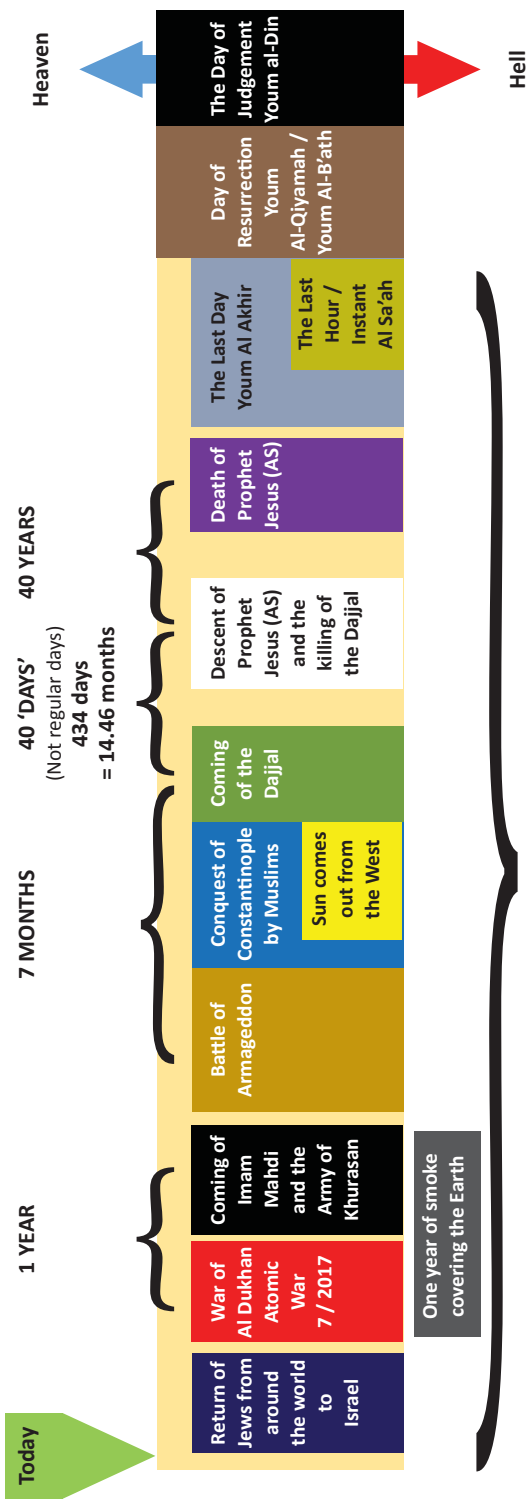 Today
1 YEAR
7 MONTHS
40 ‘DAYS’
(Not regular days)
434 days
= 14.46 months
40 YEARS
Heaven
Return of
Jews from
around
the world
to
Israel
War of
Al Dukhan
Atomic
War
7 / 2017
Coming of
Imam
Mahdi
and the
Army of
Khurasan
Battle of
Armageddon
Conquest of
Constantinople
by Muslims
Sun comes
out from
the West
Coming
of the
Dajjal
Descent of
Prophet
Jesus (AS)
and the
killing of
the Dajjal
Death of
Prophet
Jesus (AS)
The Last Day
Youm Al Akhir
The Last
Hour /
Instant
Al Sa’ah
Day of
Resurrection
Youm
Al-Qiyamah /
Youm Al-B’ath
The Day of
Judgement
Youm al-Din
One year of smoke
covering the Earth
Hell